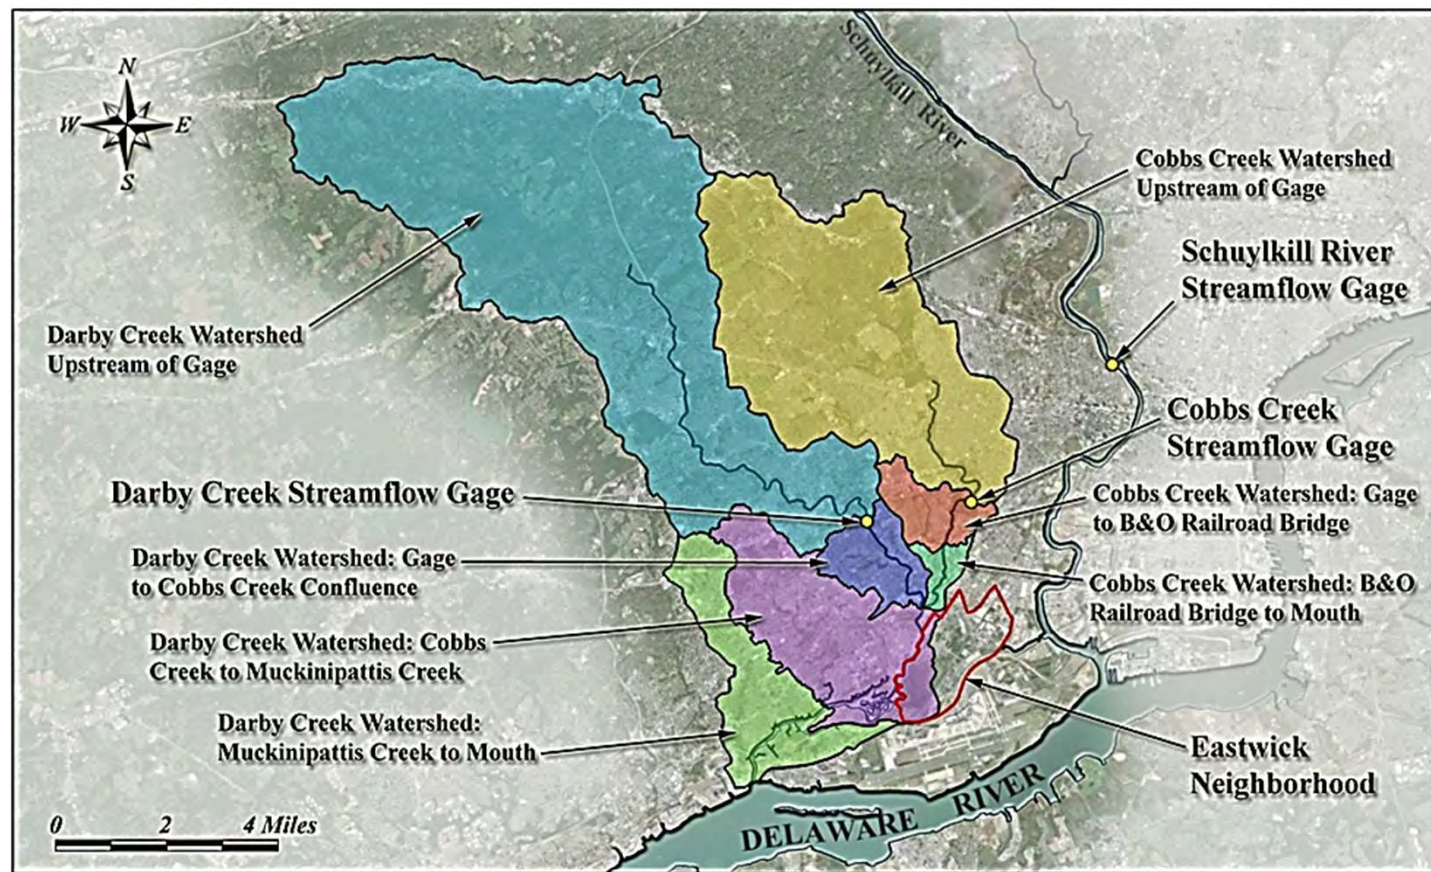 N
W E
S
Schuylkill River
Cobbs Creek Watershed
Upstream of Gage
Schuylkill River
Streamflow Gage
Darby Creek Watershed
Upstream of Gage
Cobbs Creek
Streamflow Gage
Darby Creek Streamflow Gage
Cobbs Creek Watershed: Gage
to B&O Railroad Bridge
Darby Creek Watershed: Gage
to Cobbs Creek Confluence
Cobbs Creek Watershed: B&O
Railroad Bridge to Mouth
Darby Creek Watershed: Cobbs
Creek to Muckinipattis Creek
Darby Creek Watershed:
Muckinipattis Creek to Mouth
Eastwick
Neighborhood
DELAWARE RIVER
0 2 4 Miles